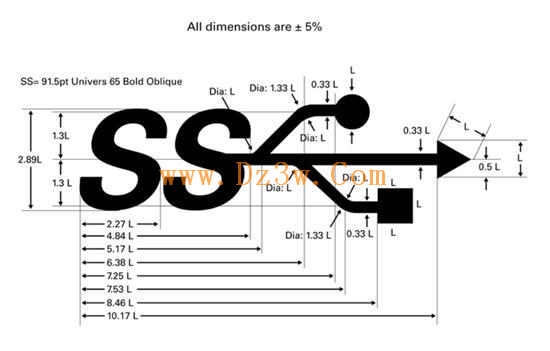 All dimensions are ± 5%
SS= 91.5pt Univers 65 Bold Oblique
Dia: L
Dia: 1.33 L
0.33 L
L
Dia: L
0.33 L
L
1.3L
2.89L
1.3 L
SS
L
0.5 L
www.Dz3w.com
Dia: L
Dia: L
L
L
Dia: 1.33 L
0.33 L
2.27 L
4.84 L
5.17 L
6.38 L
7.25 L
7.53 L
8.46 L
10.17 L